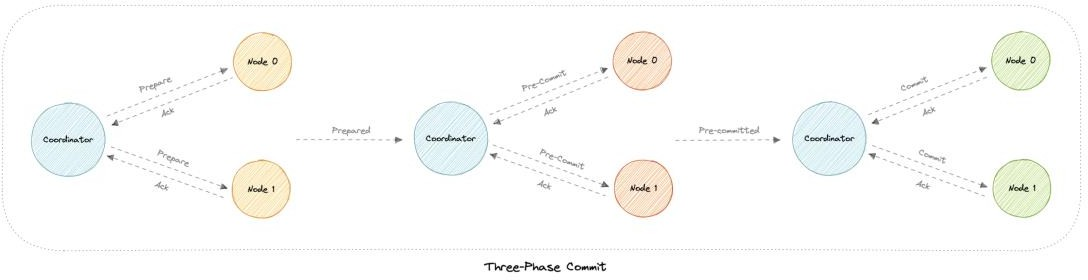 Node 0
Prepare
Ack
Coordinator
Prepare
Ack
Node 1
Prepared
Node 0
Pre-Commit
Ack
Coordinator
Pre-Commit
Ack
Node 1
Pre-committed
Node 0
Commit
Ack
Coordinator
Commit
Ack
Node 1
Three-Phase Commit